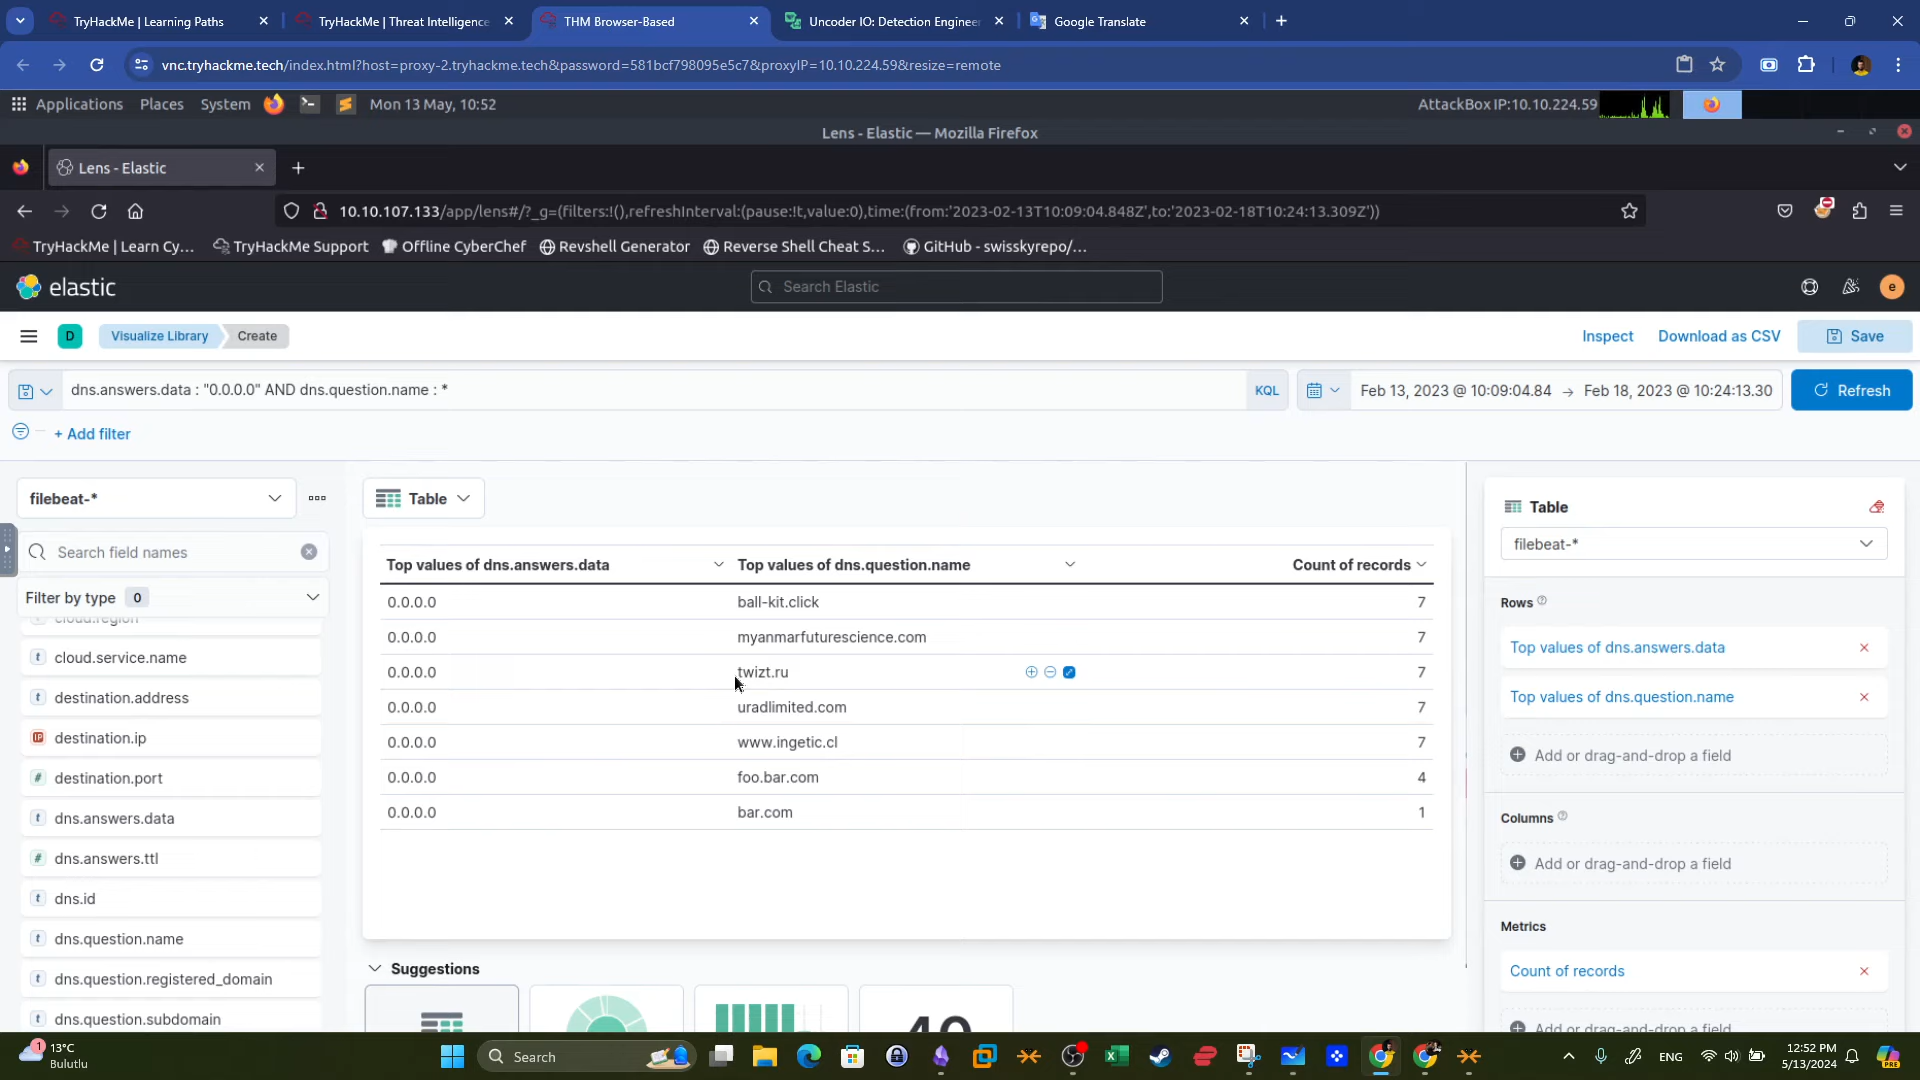 TryHackMe | Learning Paths
TryHackMe | Threat Intelligence
THM Browser-Based
Uncoder IO: Detection Engineer
Google Translate
vnc.tryhackme.tech/index.html?host=proxy-2.tryhackme.tech&password=581bcf798095e5c7&proxyIP=10.10.224.59&resize=remote
Applications Places System Mon 13 May, 10:52 AttackBox IP:10.10.224.59
Lens - Elastic — Mozilla Firefox
Lens - Elastic
10.10.107.133/app/lens#/?_g=(filters:!(),refreshInterval:(pause:!t,value:0),time:(from:'2023-02-13T10:09:04.848Z',to:'2023-02-18T10:24:13.309Z'))
TryHackMe | Learn Cy... TryHackMe Support Offline CyberChef Revshell Generator Reverse Shell Cheat S... GitHub - swisskyrepo/...
elastic
Search Elastic
e
D Visualize Library Create Inspect Download as CSV Save
dns.answers.data : "0.0.0.0" AND dns.question.name : * KQL Feb 13, 2023 @ 10:09:04.84 → Feb 18, 2023 @ 10:24:13.30 Refresh
+ Add filter
filebeat-*
Search field names
Filter by type 0
cloud.region
cloud.service.name
destination.address
destination.ip
destination.port
dns.answers.data
dns.answers.ttl
dns.id
dns.question.name
dns.question.registered_domain
dns.question.subdomain
Table
Top values of dns.answers.data Top values of dns.question.name Count of records
0.0.0.0 ball-kit.click 7
0.0.0.0 myanmarfuturescience.com 7
0.0.0.0 twizt.ru 7
0.0.0.0 uradlimited.com 7
0.0.0.0 www.ingetic.cl 7
0.0.0.0 foo.bar.com 4
0.0.0.0 bar.com 1
Suggestions
40
Table
filebeat-*
Rows
Top values of dns.answers.data
Top values of dns.question.name
Add or drag-and-drop a field
Columns
Add or drag-and-drop a field
Metrics
Count of records
Add or drag-and-drop a field
1 13°C
Bulutlu
Search
ENG
12:52 PM
5/13/2024
PRE